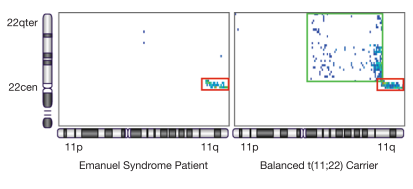 22qter
22cen
11p 11q 11p 11q
Emanuel Syndrome Patient Balanced t(11;22) Carrier